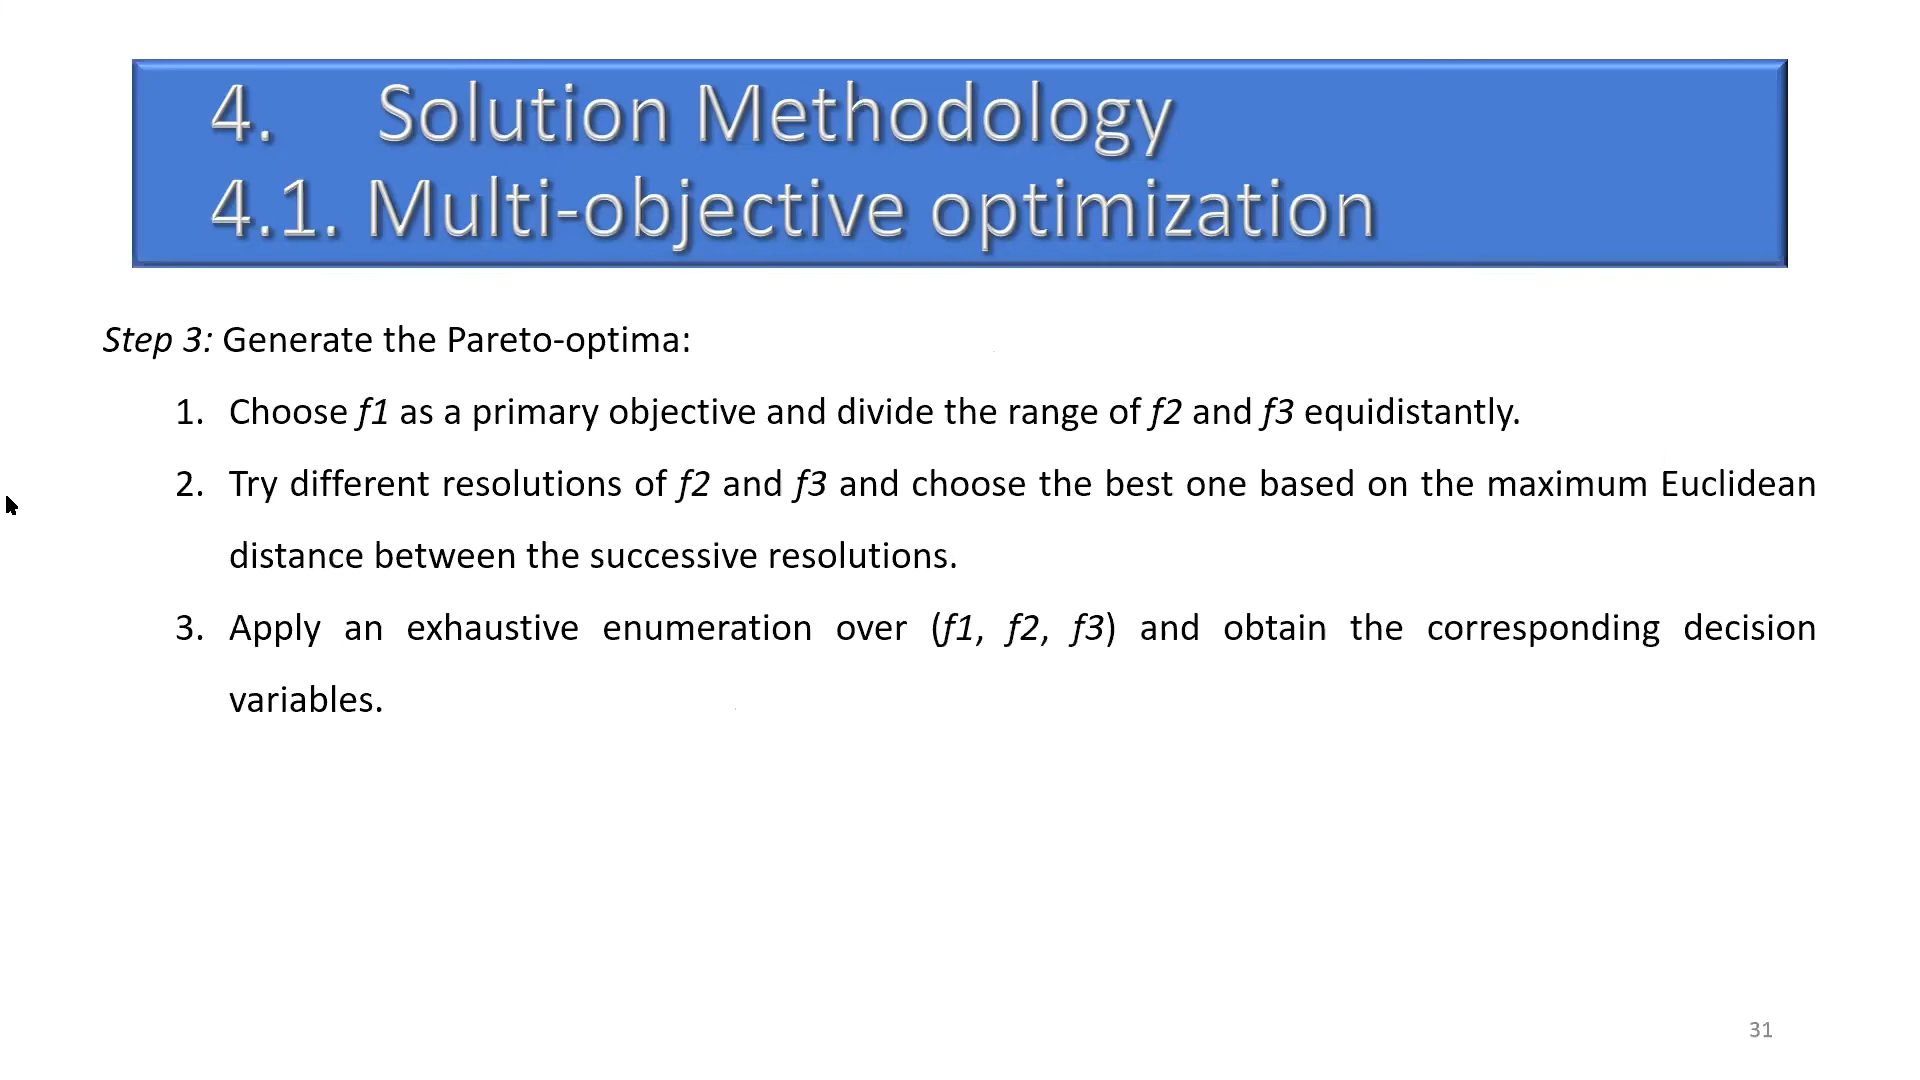 4. Solution Methodology
4.1. Multi-objective optimization
Step 3: Generate the Pareto-optima:
1. Choose f1 as a primary objective and divide the range of f2 and f3 equidistantly.
2. Try different resolutions of f2 and f3 and choose the best one based on the maximum Euclidean
distance between the successive resolutions.
3. Apply an exhaustive enumeration over (f1, f2, f3) and obtain the corresponding decision
variables.
31